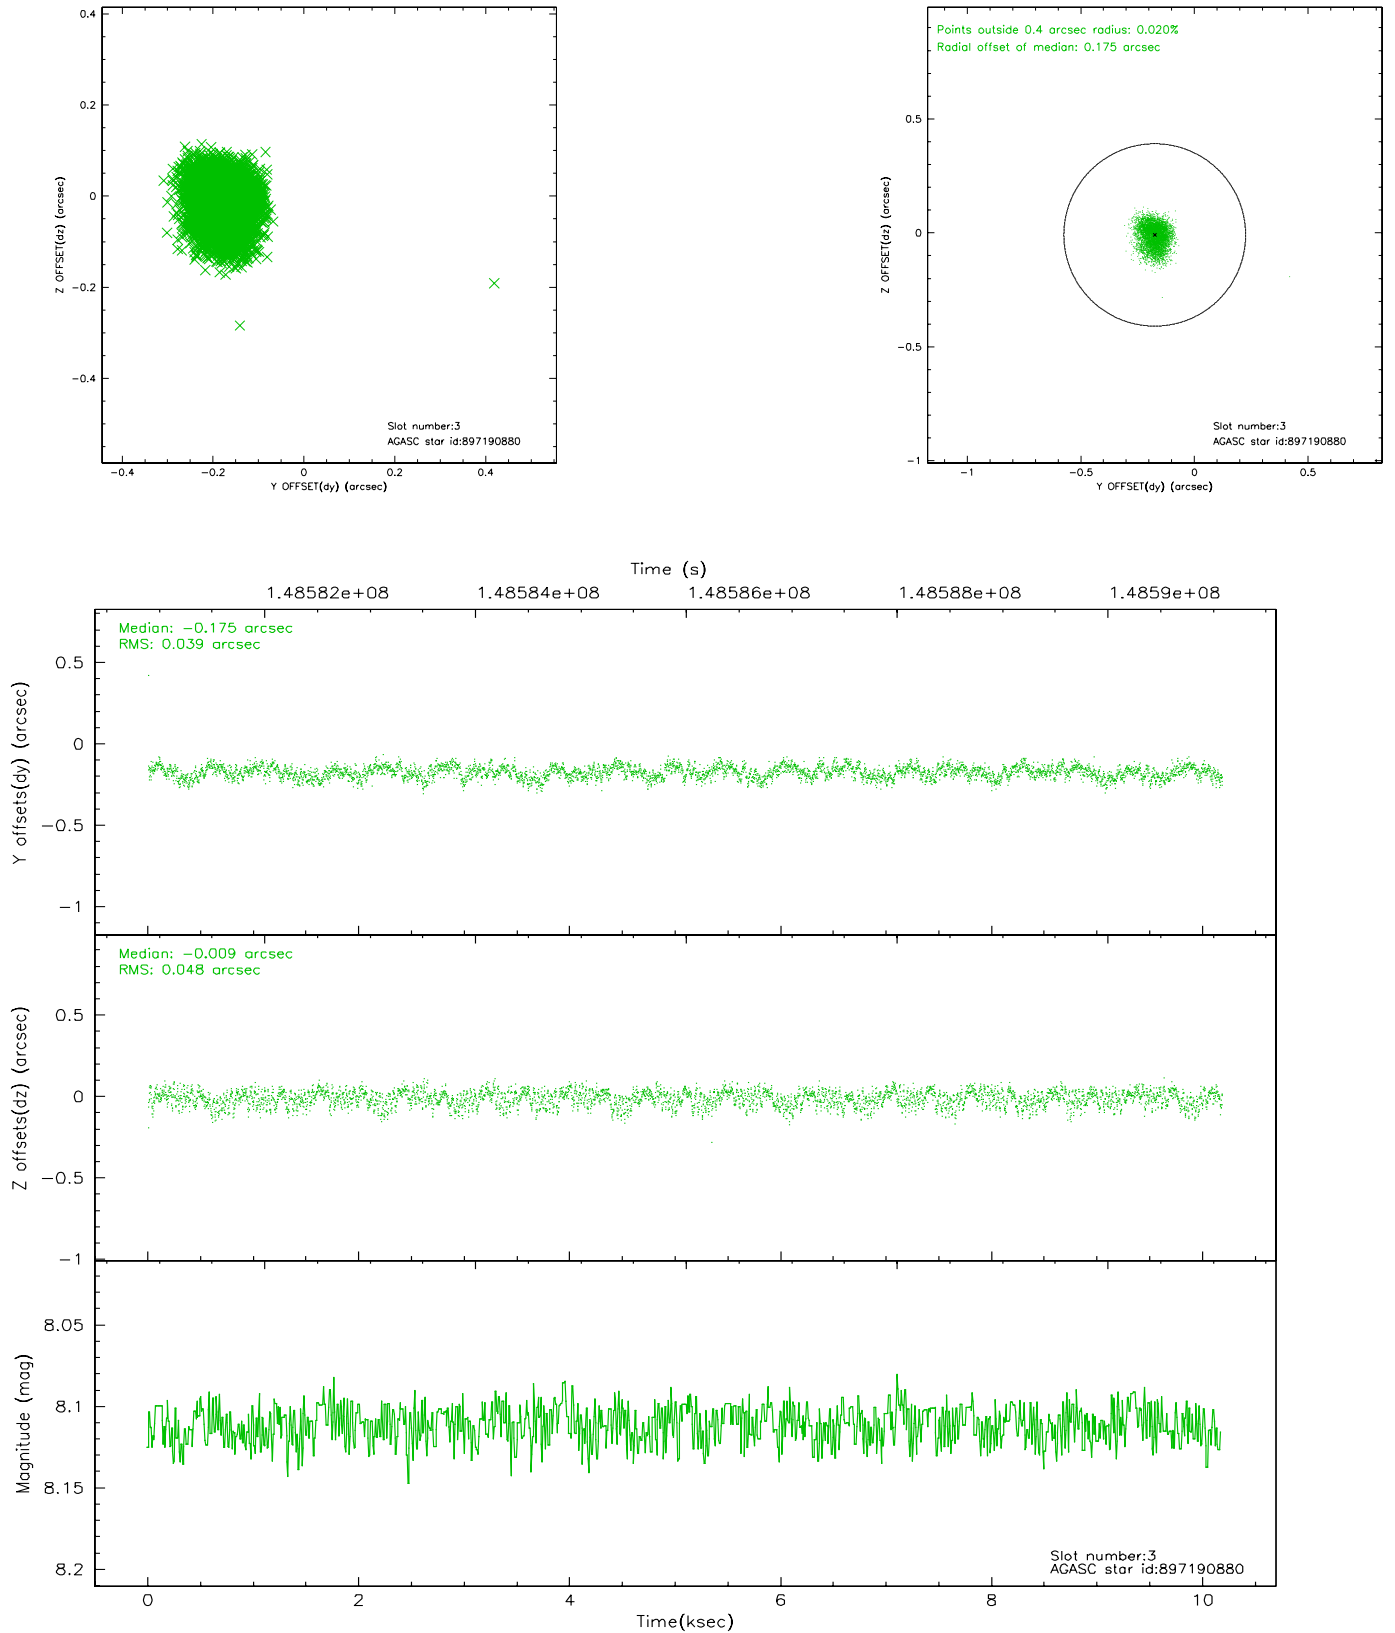 0.4
0.2
0
−0.2
−0.4
Z OFFSET(dz) (arcsec)
Slot number:3
AGASC star id:897190880
−0.4 −0.2 0 0.2 0.4
Y OFFSET(dy) (arcsec)
Points outside 0.4 arcsec radius: 0.020%
Radial offset of median: 0.175 arcsec
0.5
0
−0.5
−1
Z OFFSET(dz) (arcsec)
Slot number:3
AGASC star id:897190880
−1 −0.5 0 0.5
Y OFFSET(dy) (arcsec)
Time (s)
1.48582e+08 1.48584e+08 1.48586e+08 1.48588e+08 1.4859e+08
Median: −0.175 arcsec
RMS: 0.039 arcsec
0.5
0
−0.5
−1
Y offsets(dy) (arcsec)
Median: −0.009 arcsec
RMS: 0.048 arcsec
0.5
0
−0.5
−1
Z offsets(dz) (arcsec)
8.05
8.1
8.15
8.2
Magnitude (mag)
Slot number:3
AGASC star id:897190880
0 2 4 6 8 10
Time(ksec)